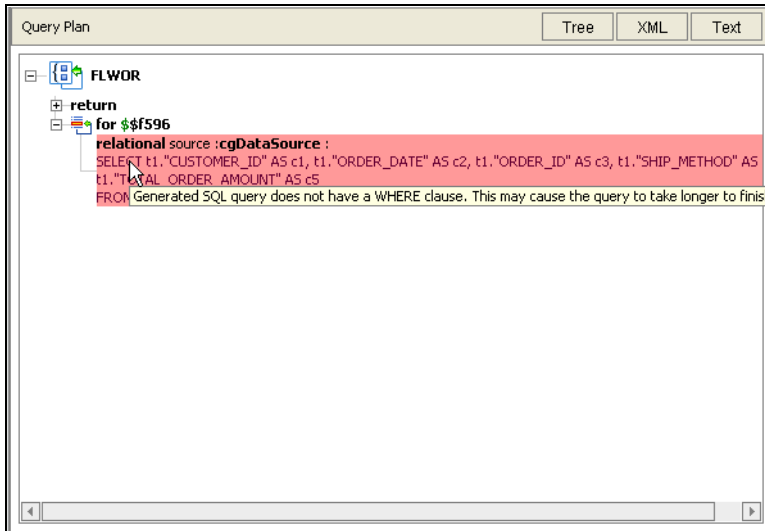 Query Plan
Tree
XML
Text
FLWOR
return
for $$f596
relational source :cgDataSource :
SELECT t1."CUSTOMER_ID" AS c1, t1."ORDER_DATE" AS c2, t1."ORDER_ID" AS c3, t1."SHIP_METHOD" AS
t1."TOTAL_ORDER_AMOUNT" AS c5
FROM
Generated SQL query does not have a WHERE clause. This may cause the query to take longer to finis